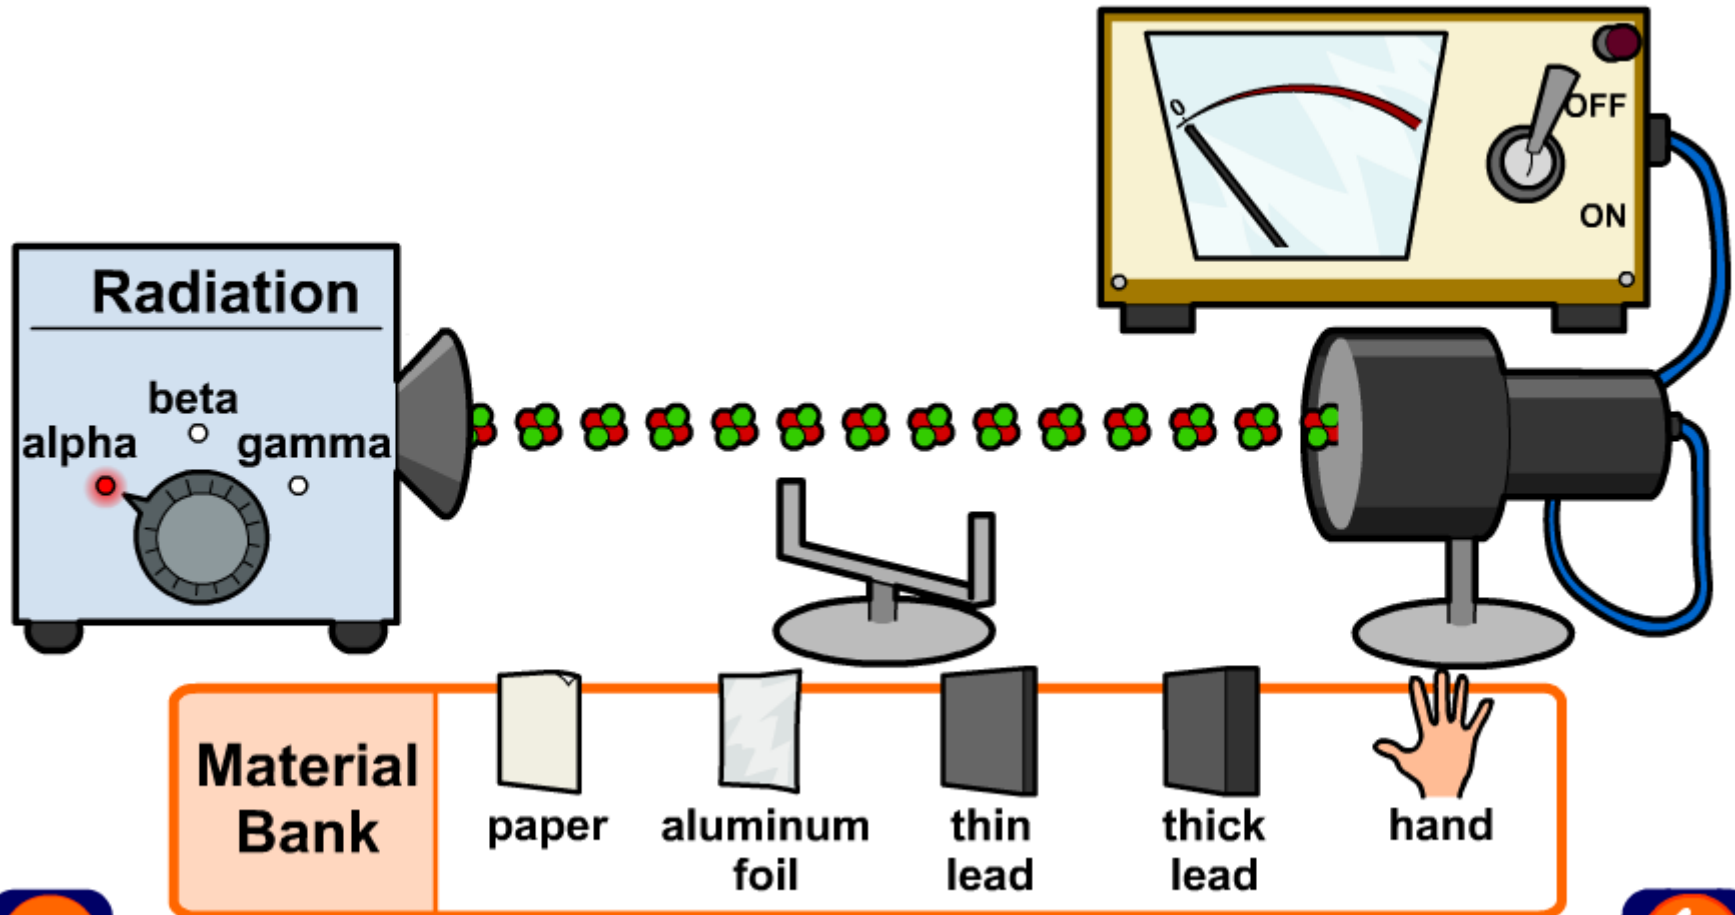 0
OFF
ON
Radiation
beta
alpha
gamma
Material
Bank
paper
aluminum
foil
thin
lead
thick
lead
hand